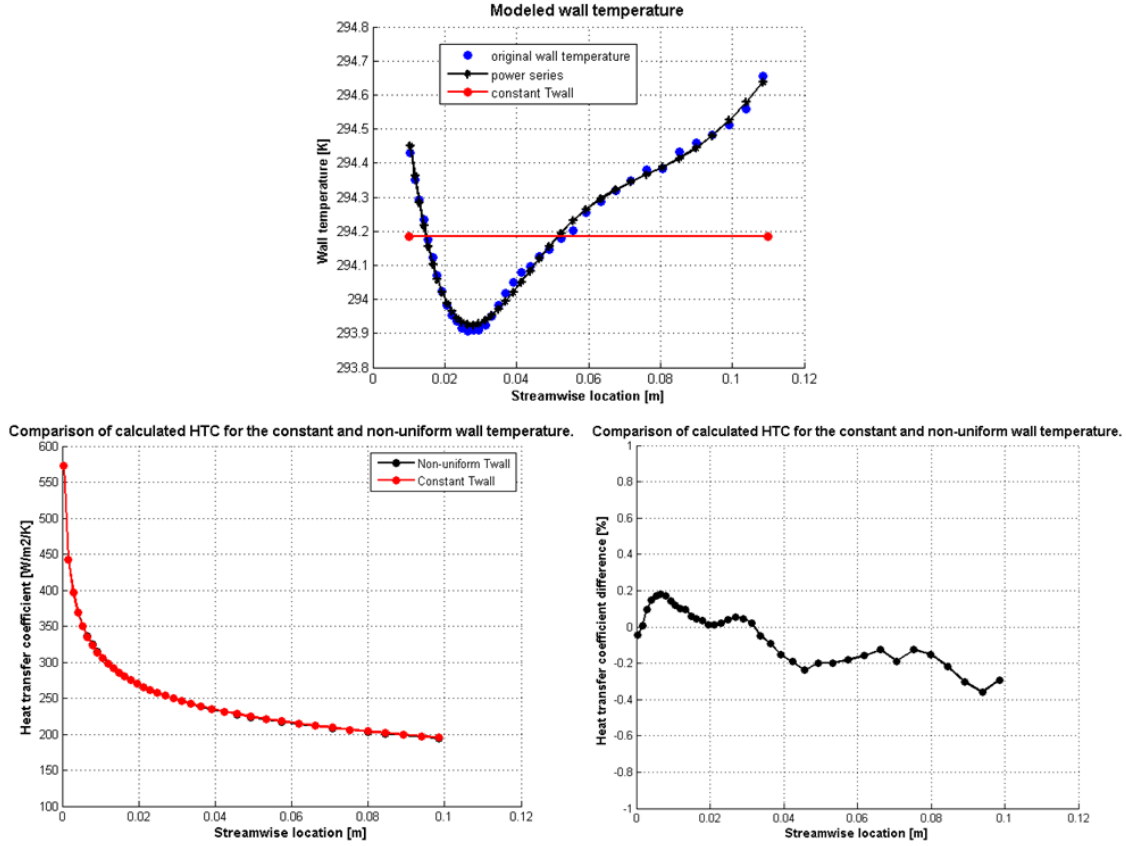 Modeled wall temperature
294.8
294.7
294.6
294.5
294.4
294.3
294.2
294.1
294
293.9
293.8
Wall temperature [K]
original wall temperature
power series
constant Twall
0 0.02 0.04 0.06 0.08 0.1 0.12
Streamwise location [m]
Comparison of calculated HTC for the constant and non-uniform wall temperature.
600
550
500
450
400
350
300
250
200
150
100
Heat transfer coefficient [W/m2/K]
Non-uniform Twall
Constant Twall
0 0.02 0.04 0.06 0.08 0.1 0.12
Streamwise location [m]
Comparison of calculated HTC for the constant and non-uniform wall temperature.
1
0.8
0.6
0.4
0.2
0
-0.2
-0.4
-0.6
-0.8
-1
Heat transfer coefficient difference [%]
0 0.02 0.04 0.06 0.08 0.1 0.12
Streamwise location [m]